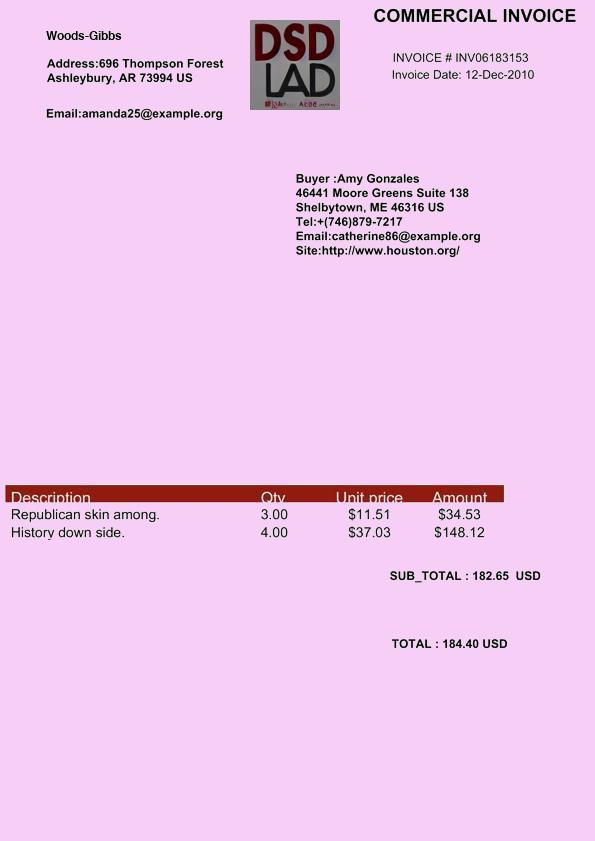 COMMERCIAL INVOICE
Woods-Gibbs
Address:696 Thompson Forest
Ashleybury, AR 73994 US
Email:amanda25@example.org
DSD
LAD
INVOICE # INV06183153
Invoice Date: 12-Dec-2010
Buyer :Amy Gonzales
46441 Moore Greens Suite 138
Shelbytown, ME 46316 US
Tel:+(746)879-7217
Email:catherine86@example.org
Site:http://www.houston.org/
Description Qty Unit price Amount
Republican skin among. 3.00 $11.51 $34.53
History down side. 4.00 $37.03 $148.12
SUB_TOTAL : 182.65 USD
TOTAL : 184.40 USD